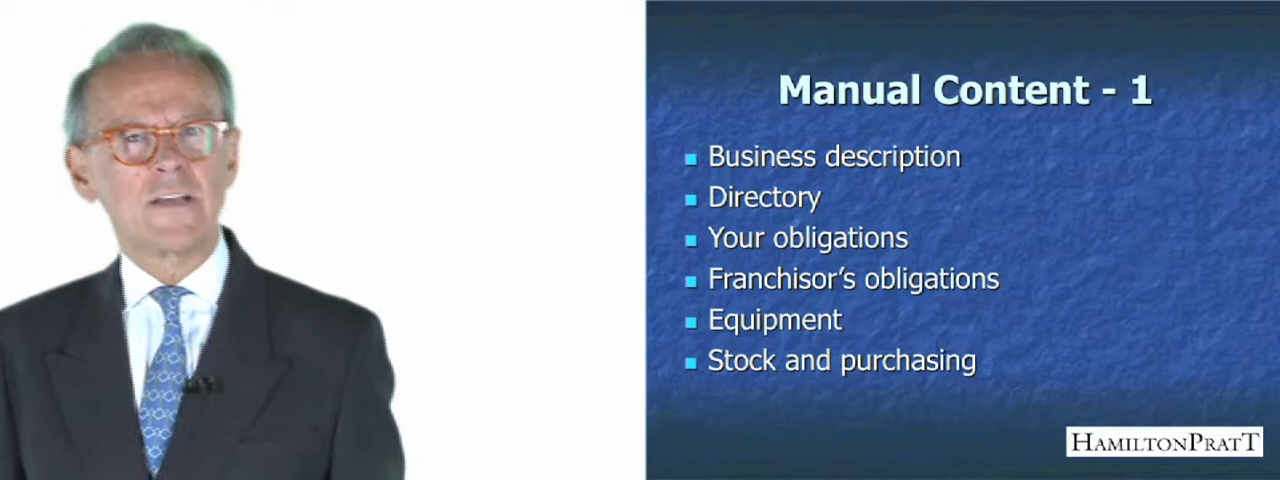 Manual Content - 1
Business description
Directory
Your obligations
Franchisor's obligations
Equipment
Stock and purchasing
HAMILTONPRATT